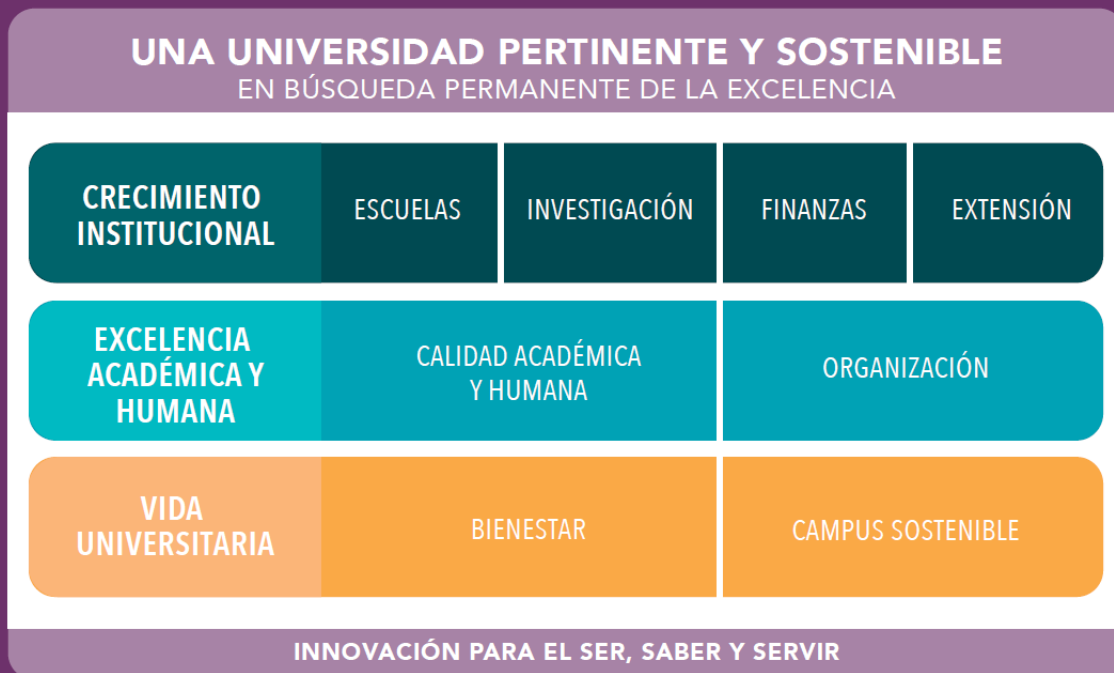 UNA UNIVERSIDAD PERTINENTE Y SOSTENIBLE
EN BÚSQUEDA PERMANENTE DE LA EXCELENCIA
CRECIMIENTO
INSTITUCIONAL
ESCUELAS
INVESTIGACIÓN
FINANZAS
EXTENSIÓN
EXCELENCIA
ACADÉMICA Y
HUMANA
CALIDAD ACADÉMICA
Y HUMANA
ORGANIZACIÓN
VIDA
UNIVERSITARIA
BIENESTAR
CAMPUS SOSTENIBLE
INNOVACIÓN PARA EL SER, SABER Y SERVIR